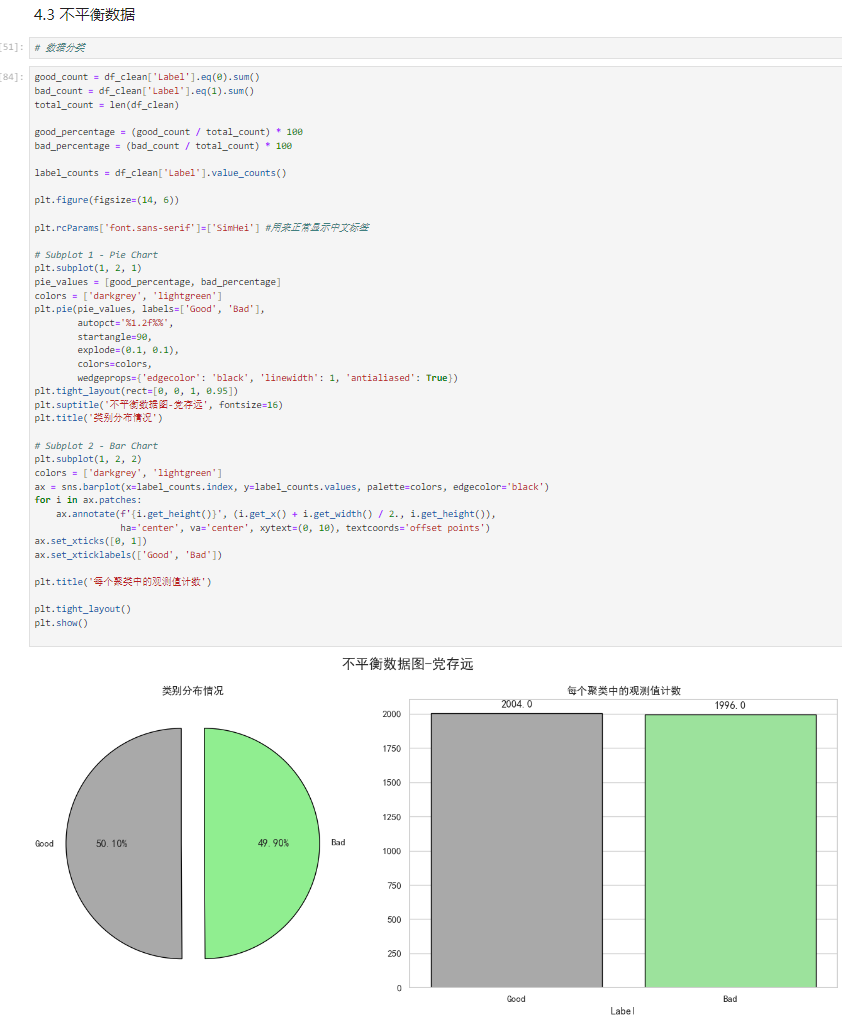 4.3 不平衡数据
[51]:
# 数据分类
[84]:
good_count = df_clean['Label'].eq(0).sum()
bad_count = df_clean['Label'].eq(1).sum()
total_count = len(df_clean)
good_percentage = (good_count / total_count) * 100
bad_percentage = (bad_count / total_count) * 100
label_counts = df_clean['Label'].value_counts()
plt.figure(figsize=(14, 6))
plt.rcParams['font.sans-serif']=['SimHei'] #用来正常显示中文标签
# Subplot 1 - Pie Chart
plt.subplot(1, 2, 1)
pie_values = [good_percentage, bad_percentage]
colors = ['darkgrey', 'lightgreen']
plt.pie(pie_values, labels=['Good', 'Bad'],
autopct='%1.2f%%',
startangle=90,
explode=(0.1, 0.1),
colors=colors,
wedgeprops={'edgecolor': 'black', 'linewidth': 1, 'antialiased': True})
plt.tight_layout(rect=[0, 0, 1, 0.95])
plt.suptitle('不平衡数据图-党存远', fontsize=16)
plt.title('类别分布情况')
# Subplot 2 - Bar Chart
plt.subplot(1, 2, 2)
colors = ['darkgrey', 'lightgreen']
ax = sns.barplot(x=label_counts.index, y=label_counts.values, palette=colors, edgecolor='black')
for i in ax.patches:
ax.annotate(f'{i.get_height()}', (i.get_x() + i.get_width() / 2., i.get_height()),
ha='center', va='center', xytext=(0, 10), textcoords='offset points')
ax.set_xticks([0, 1])
ax.set_xticklabels(['Good', 'Bad'])
plt.title('每个聚类中的观测值计数')
plt.tight_layout()
plt.show()
不平衡数据图-党存远
类别分布情况
Good
50.10%
49.90%
Bad
每个聚类中的观测值计数
2004.0
1996.0
2000
1750
1500
1250
1000
750
500
250
0
Good
Bad
Label